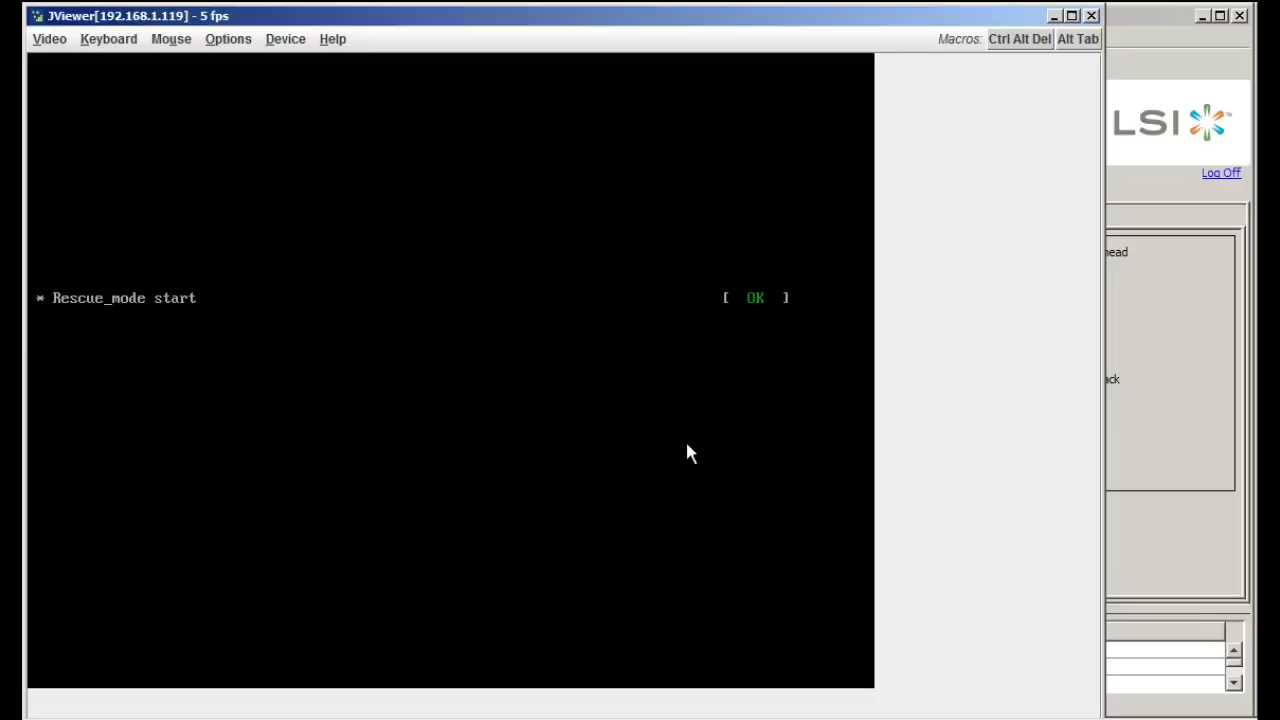 JViewer[192.168.1.119] - 5 fps
Video Keyboard Mouse Options Device Help Macros: Ctrl Alt Del Alt Tab
LSI™
Log Off
head
* Rescue_mode start [ OK ]
ack